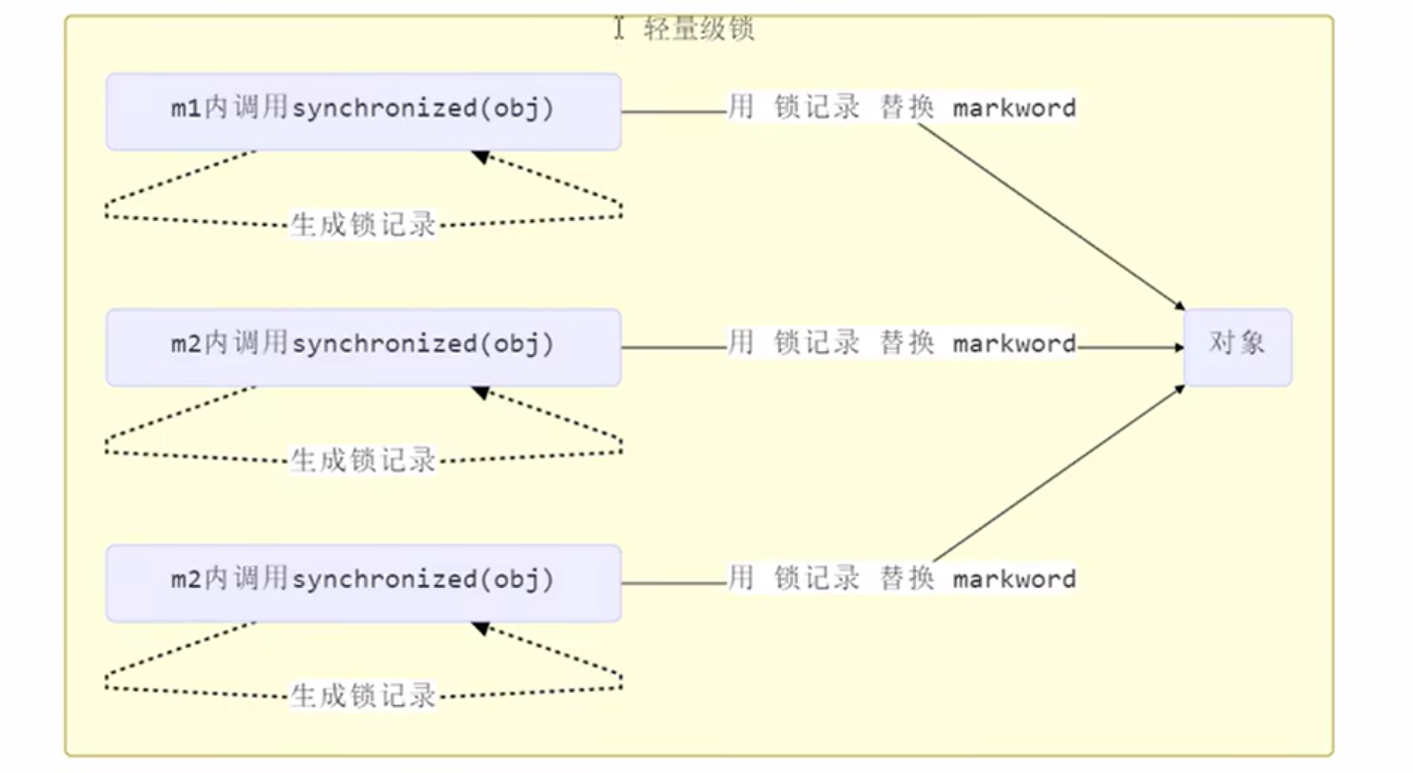 轻量级锁
m1内调用synchronized(obj)
用 锁记录 替换 markword
生成锁记录
m2内调用synchronized(obj)
用 锁记录 替换 markword
对象
生成锁记录
m2内调用synchronized(obj)
用 锁记录 替换 markword
生成锁记录